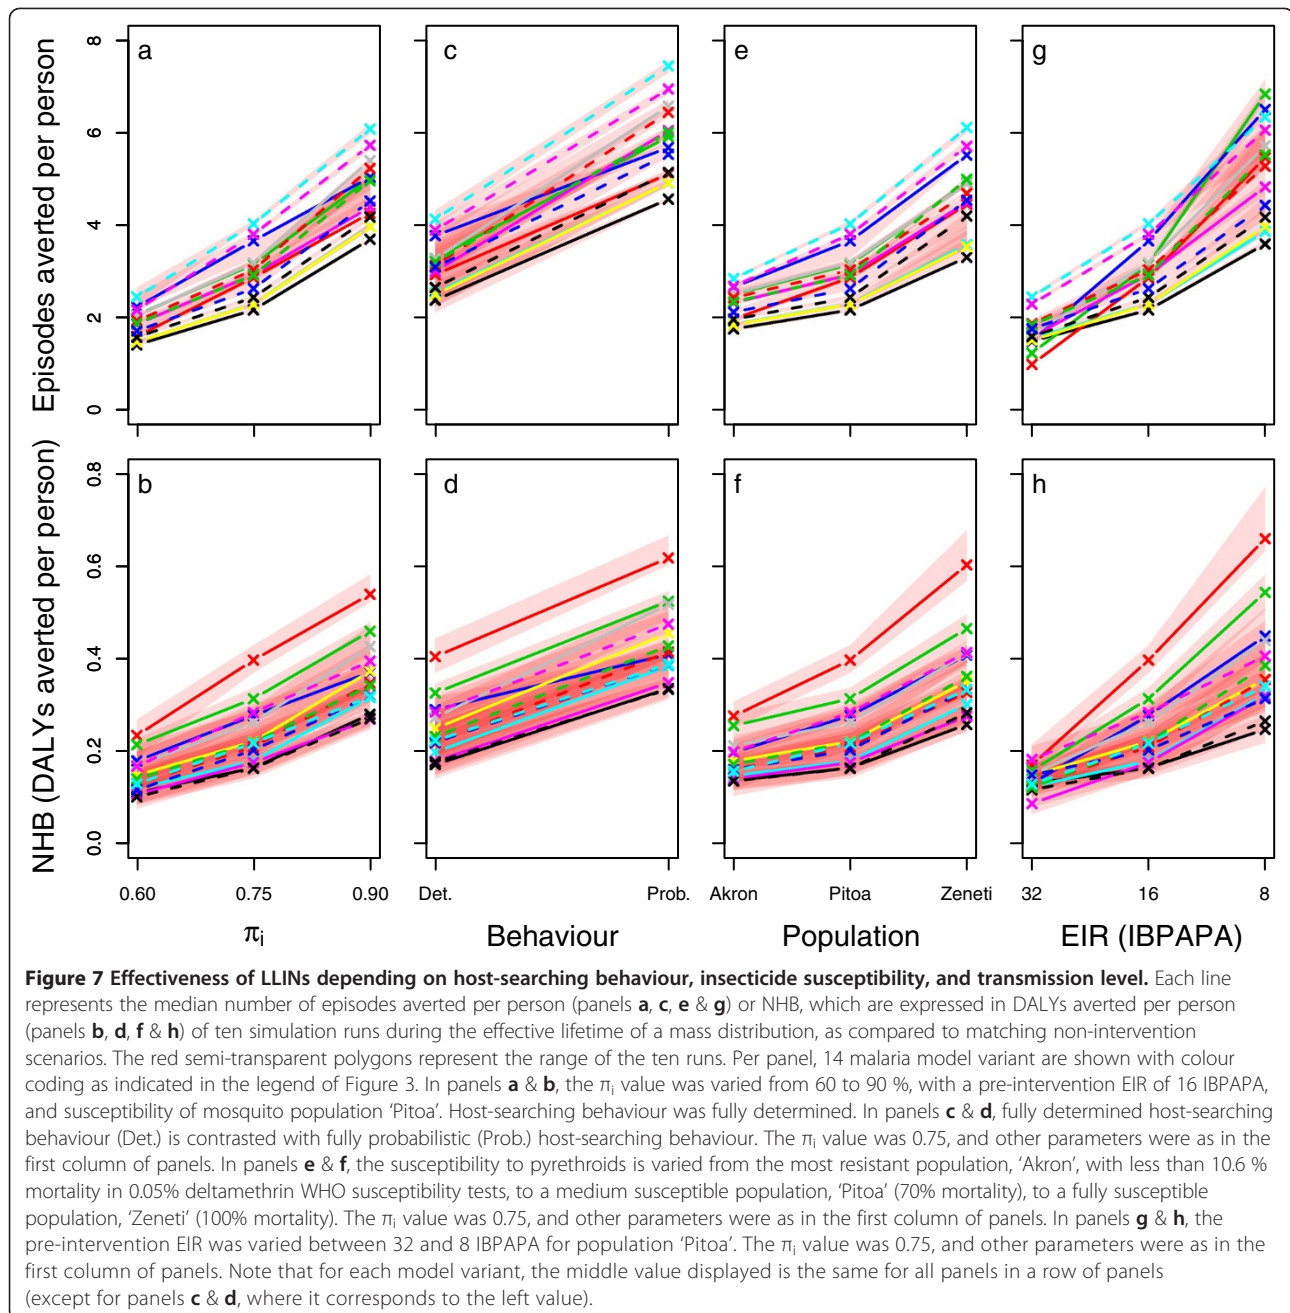 a
c
e
g
Episodes averted per person
0
2
4
6
8
b
d
f
h
NHB (DALYs averted per person)
0.0
0.2
0.4
0.6
0.8
0.60 0.75 0.90
Det. Prob.
Akron Pitoa Zeneti
32 16 8
πi
Behaviour
Population
EIR (IBPAPA)
Figure 7 Effectiveness of LLINs depending on host-searching behaviour, insecticide susceptibility, and transmission level. Each line
represents the median number of episodes averted per person (panels a, c, e & g) or NHB, which are expressed in DALYs averted per person
(panels b, d, f & h) of ten simulation runs during the effective lifetime of a mass distribution, as compared to matching non-intervention
scenarios. The red semi-transparent polygons represent the range of the ten runs. Per panel, 14 malaria model variant are shown with colour
coding as indicated in the legend of Figure 3. In panels a & b, the πi value was varied from 60 to 90 %, with a pre-intervention EIR of 16 IBPAPA,
and susceptibility of mosquito population ‘Pitoa’. Host-searching behaviour was fully determined. In panels c & d, fully determined host-searching
behaviour (Det.) is contrasted with fully probabilistic (Prob.) host-searching behaviour. The πi value was 0.75, and other parameters were as in the
first column of panels. In panels e & f, the susceptibility to pyrethroids is varied from the most resistant population, ‘Akron’, with less than 10.6 %
mortality in 0.05% deltamethrin WHO susceptibility tests, to a medium susceptible population, ‘Pitoa’ (70% mortality), to a fully susceptible
population, ‘Zeneti’ (100% mortality). The πi value was 0.75, and other parameters were as in the first column of panels. In panels g & h, the
pre-intervention EIR was varied between 32 and 8 IBPAPA for population ‘Pitoa’. The πi value was 0.75, and other parameters were as in the
first column of panels. Note that for each model variant, the middle value displayed is the same for all panels in a row of panels
(except for panels c & d, where it corresponds to the left value).